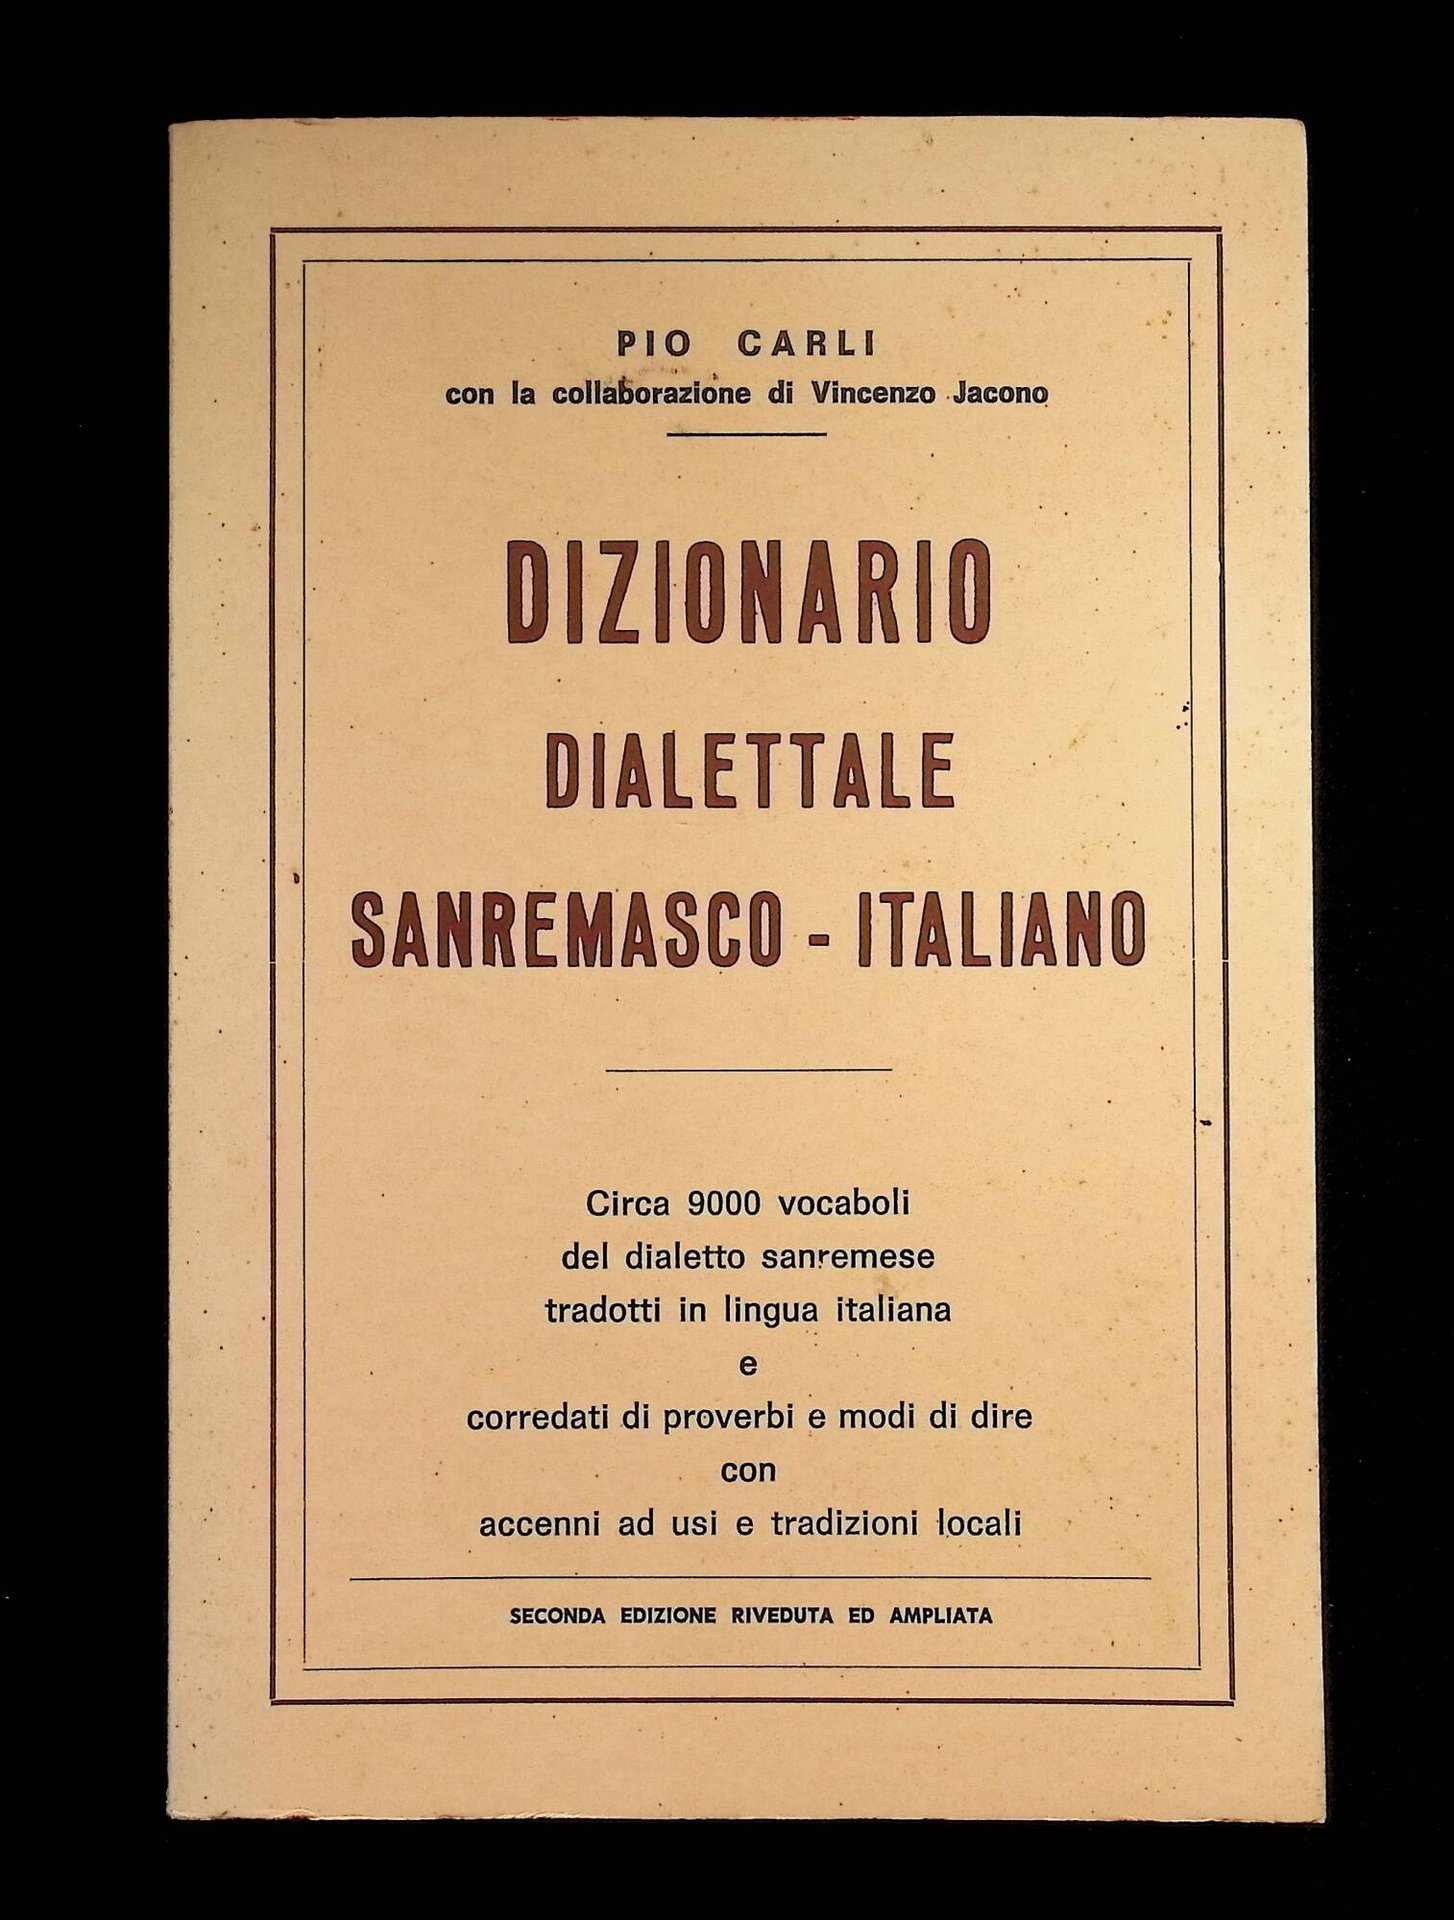 PIO CARLI
con la collaborazione di Vincenzo Jacono
DIZIONARIO
DIALETTALE
SANREMASCO - ITALIANO
Circa 9000 vocaboli
del dialetto sanremese
tradotti in lingua italiana
e
corredati di proverbi e modi di dire
con
accenni ad usi e tradizioni locali
SECONDA EDIZIONE RIVEDUTA ED AMPLIATA